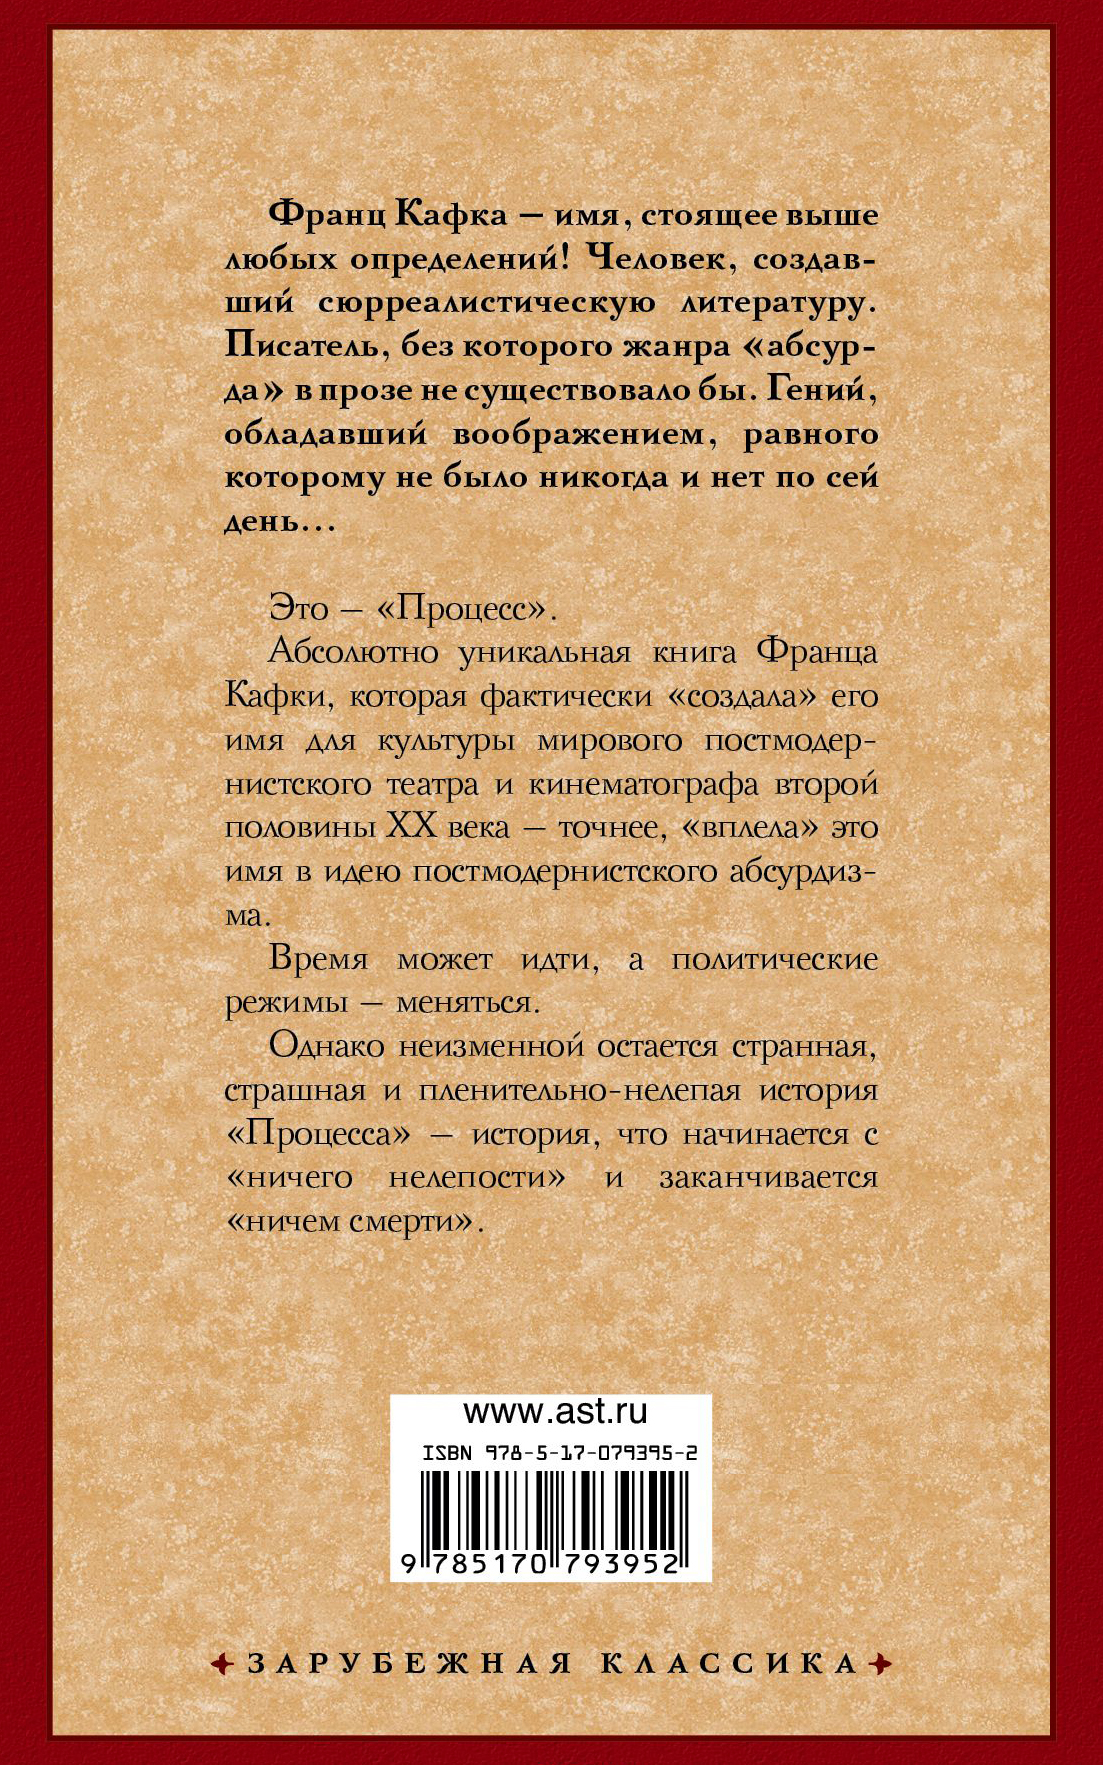 Франц Кафка — имя, стоящее выше
любых определений! Человек, создав-
ший сюрреалистическую литературу.
Писатель, без которого жанра «абсур-
да» в прозе не существовало бы. Гений,
обладавший воображением, равного
которому не было никогда и нет по сей
день...
Это — «Процесс».
Абсолютно уникальная книга Франца
Кафки, которая фактически «создала» его
имя для культуры мирового постмодер-
нистского театра и кинематографа второй
половины XX века — точнее, «вплела» это
имя в идею постмодернистского абсурдиз-
ма.
Время может идти, а политические
режимы — меняться.
Однако неизменной остается странная,
страшная и пленительно-нелепая история
«Процесса» — история, что начинается с
«ничего нелепости» и заканчивается
«ничем смерти».
www.ast.ru
ISBN 978-5-17-079395-2
9 785170 793952
ЗАРУБЕЖНАЯ КЛАССИКА